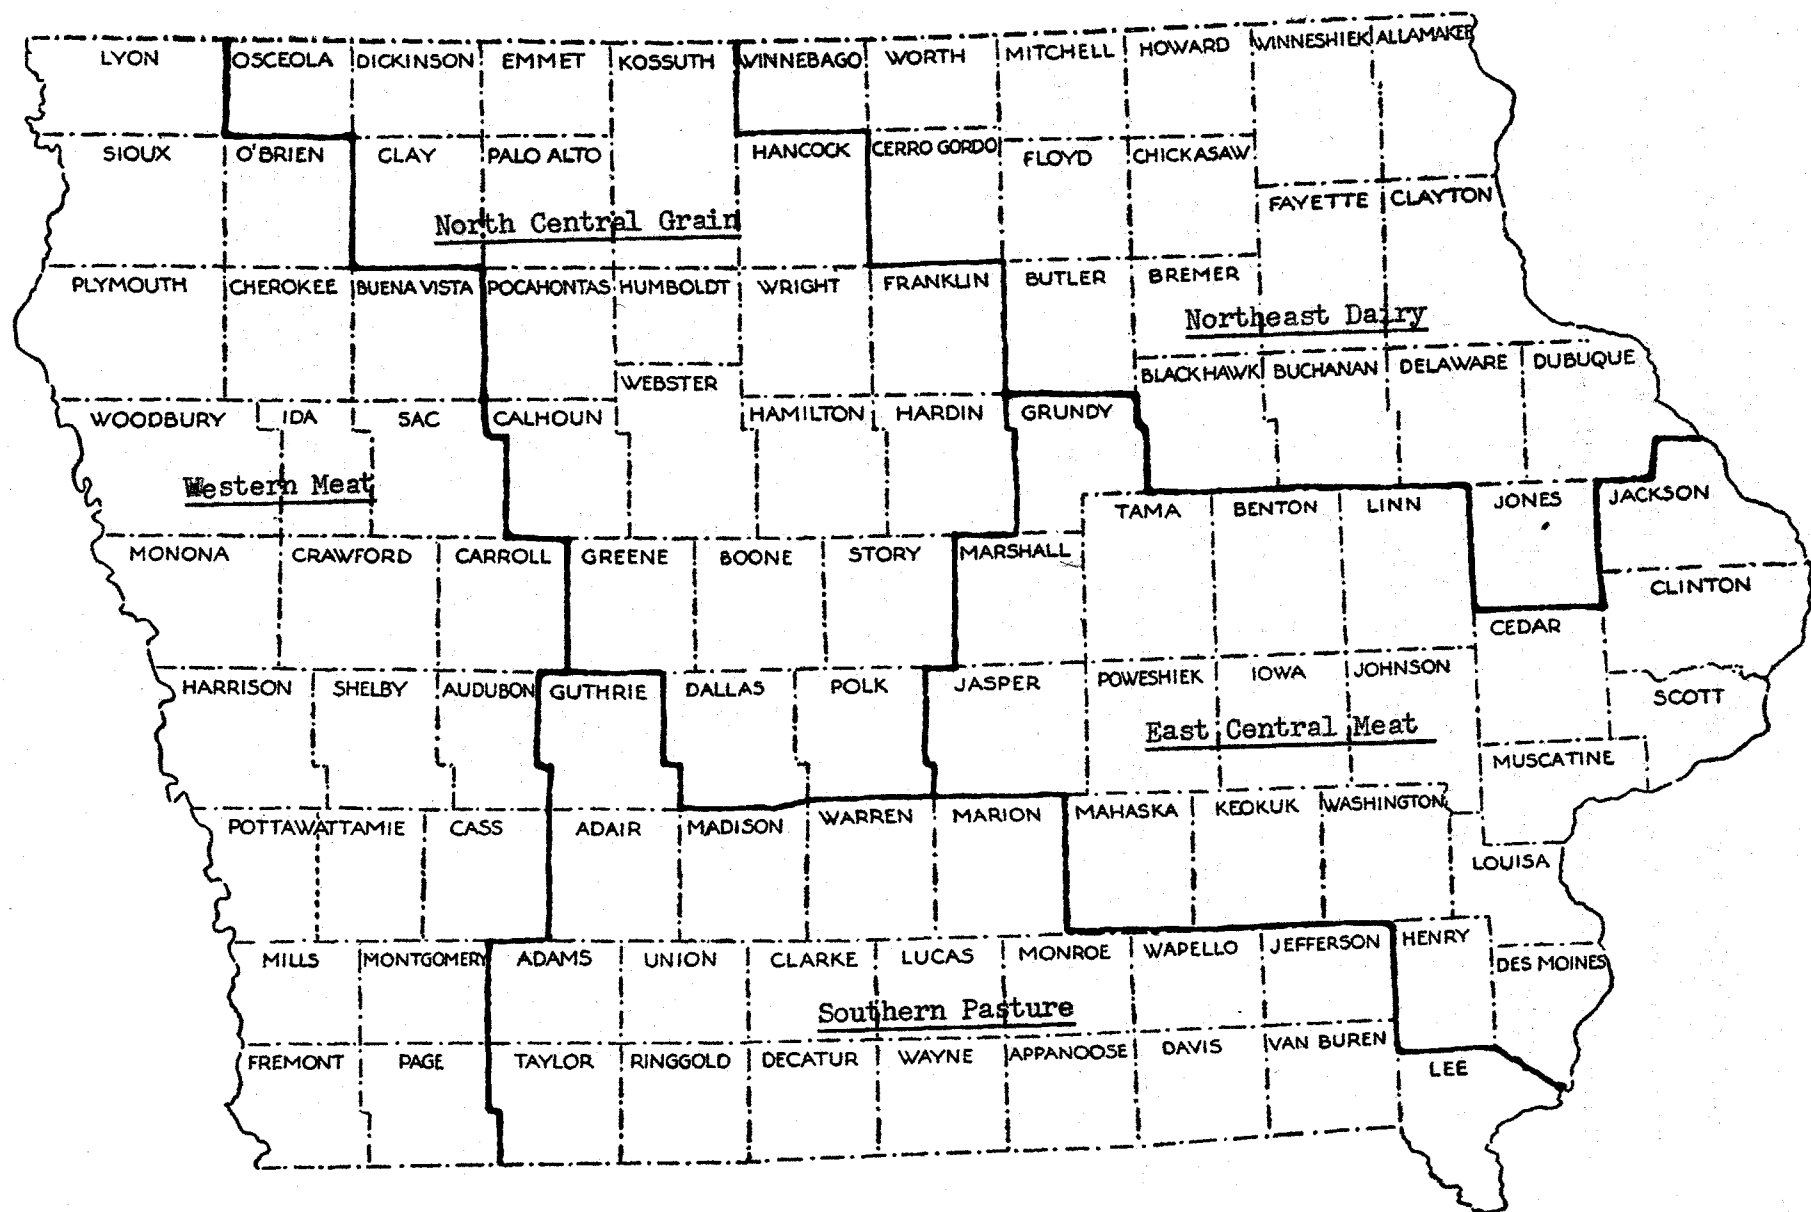 LYON
OSCEOLA
DICKINSON
EMMET
KOSSUTH
WINNEBAGO
WORTH
MITCHELL
HOWARD
WINNESHIEK
ALLAMAKEE
SIOUX
O'BRIEN
CLAY
PALO ALTO
HANCOCK
CERRO GORDO
FLOYD
CHICKASAW
FAYETTE
CLAYTON
North Central Grain
PLYMOUTH
CHEROKEE
BUENA VISTA
POCAHONTAS
HUMBOLDT
WRIGHT
FRANKLIN
BUTLER
BREMER
Northeast Dairy
WEBSTER
BLACK HAWK
BUCHANAN
DELAWARE
DUBUQUE
WOODBURY
IDA
SAC
CALHOUN
HAMILTON
HARDIN
GRUNDY
Western Meat
TAMA
BENTON
LINN
JONES
JACKSON
MONONA
CRAWFORD
CARROLL
GREENE
BOONE
STORY
MARSHALL
CLINTON
CEDAR
HARRISON
SHELBY
AUDUBON
GUTHRIE
DALLAS
POLK
JASPER
POWESHIEK
IOWA
JOHNSON
SCOTT
East Central Meat
MUSCATINE
POTTAWATTAMIE
CASS
ADAIR
MADISON
WARREN
MARION
MAHASKA
KEOKUK
WASHINGTON
LOUISA
MILLS
MONTGOMERY
ADAMS
UNION
CLARKE
LUCAS
MONROE
WAPELLO
JEFFERSON
HENRY
DES MOINES
Southern Pasture
FREMONT
PAGE
TAYLOR
RINGGOLD
DECATUR
WAYNE
APPANOOSE
DAVIS
VAN BUREN
LEE